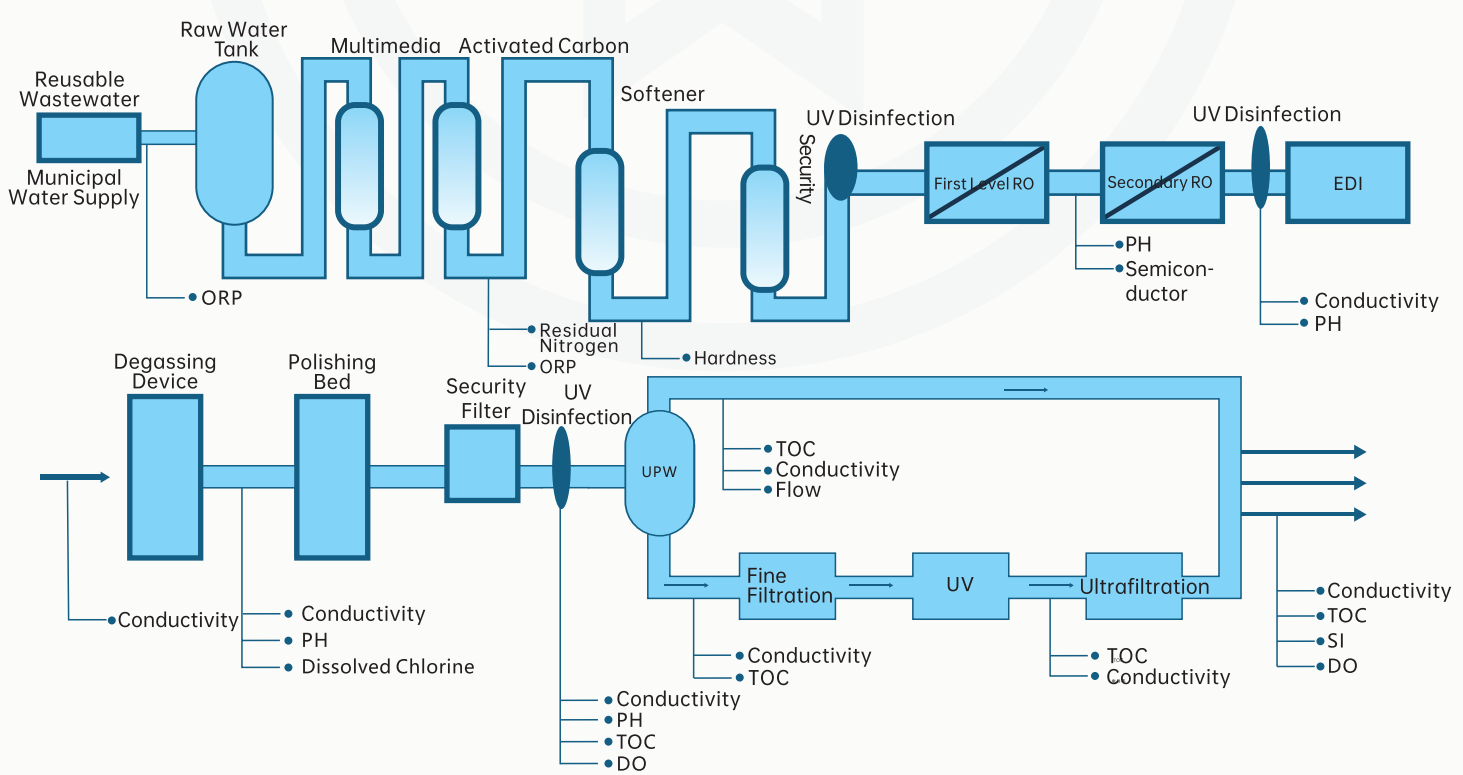 Raw Water
Tank
Multimedia
Activated Carbon
Reusable
Wastewater
Softener
UV Disinfection
UV Disinfection
Security
Municipal
Water Supply
First Level RO
Secondary RO
EDI
ORP
PH
Semicon-
ductor
Conductivity
PH
Residual
Nitrogen
ORP
Hardness
Degassing
Device
Polishing
Bed
Security
Filter
UV
Disinfection
UPW
TOC
Conductivity
Flow
Fine
Filtration
UV
Ultrafiltration
Conductivity
Conductivity
PH
Dissolved Chlorine
Conductivity
PH
TOC
DO
Conductivity
TOC
TOC
Conductivity
Conductivity
TOC
SI
DO